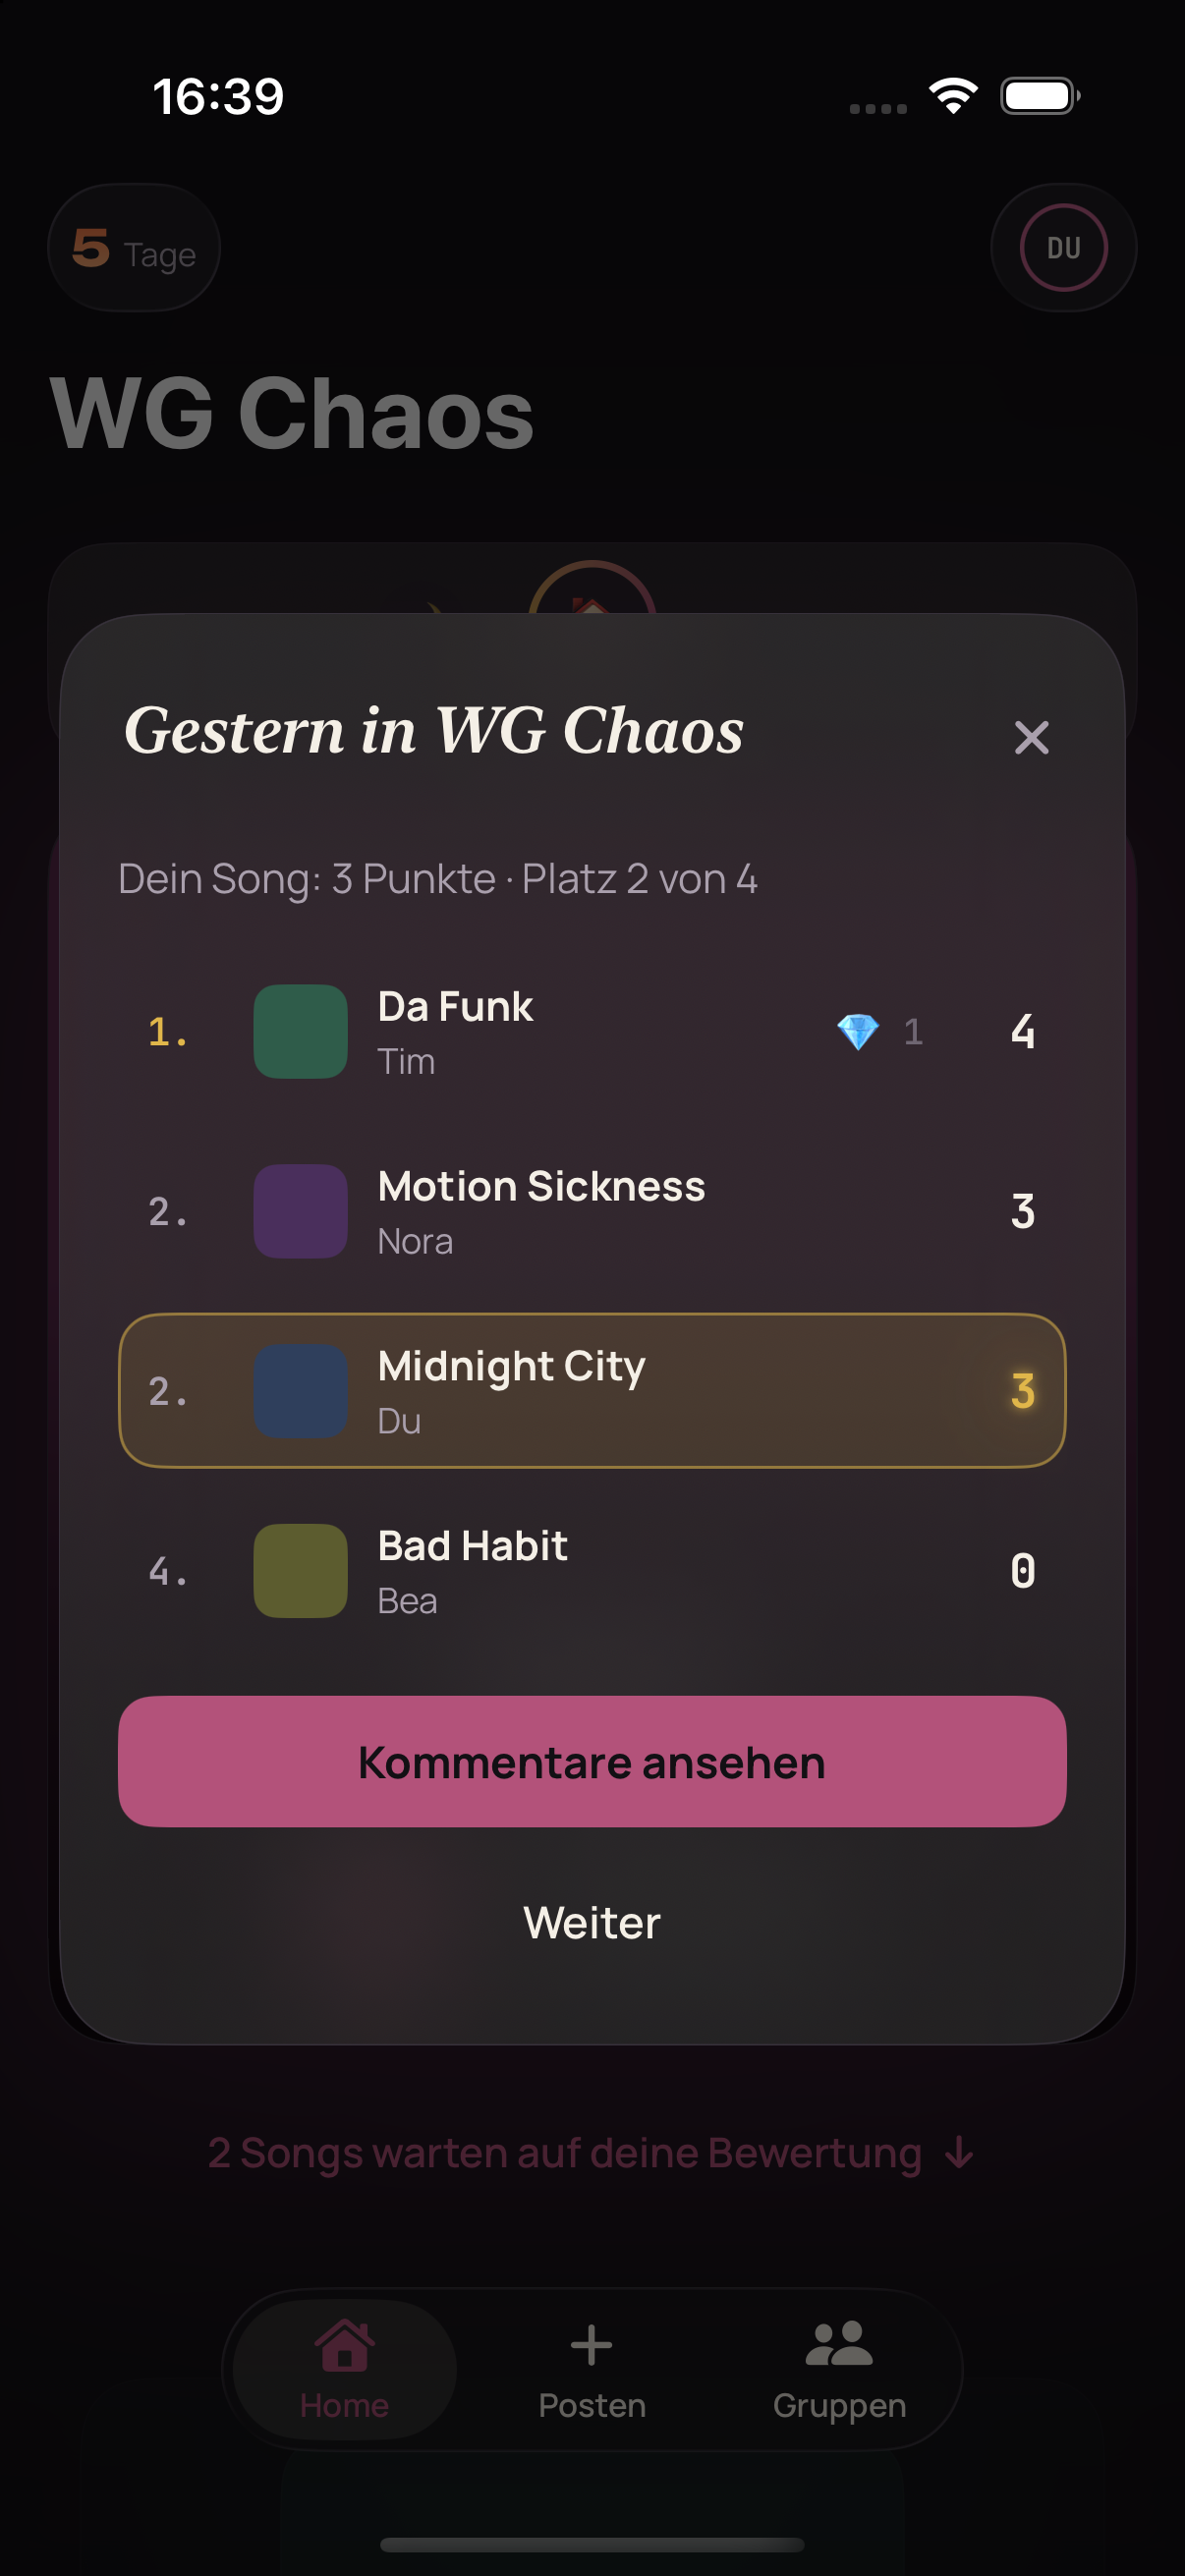 16:39
5 Tage
DU
WG Chaos
Gestern in WG Chaos
Dein Song: 3 Punkte · Platz 2 von 4
1. Da Funk 💎 1 4
Tim
2. Motion Sickness 3
Nora
2. Midnight City 3
Du
4. Bad Habit 0
Bea
Kommentare ansehen
Weiter
2 Songs warten auf deine Bewertung ↓
Home Posten Gruppen